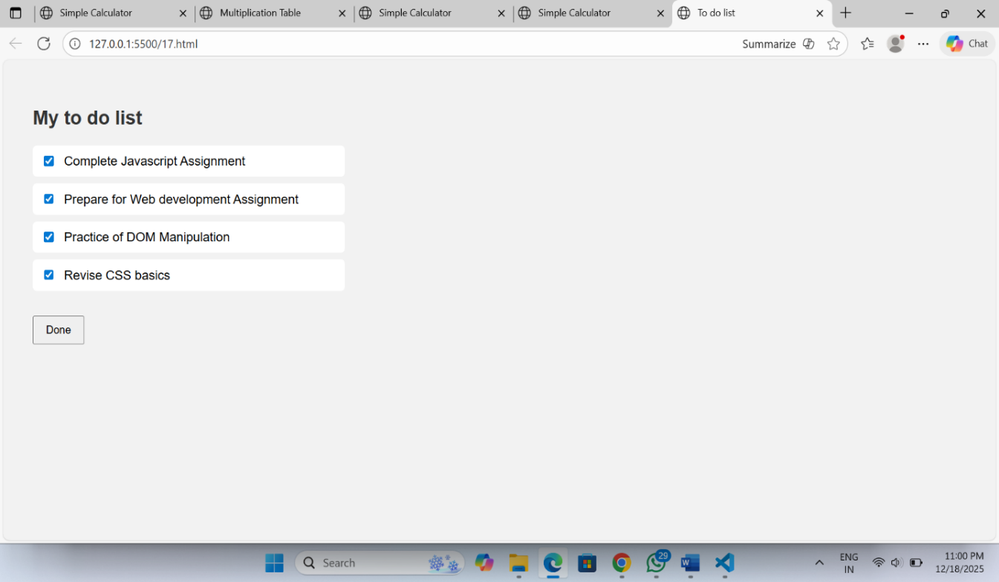 Simple Calculator
Multiplication Table
Simple Calculator
Simple Calculator
To do list
127.0.0.1:5500/17.html
Summarize
Chat
My to do list
Complete Javascript Assignment
Prepare for Web development Assignment
Practice of DOM Manipulation
Revise CSS basics
Done
Search
29
W
ENG
IN
11:00 PM
12/18/2025